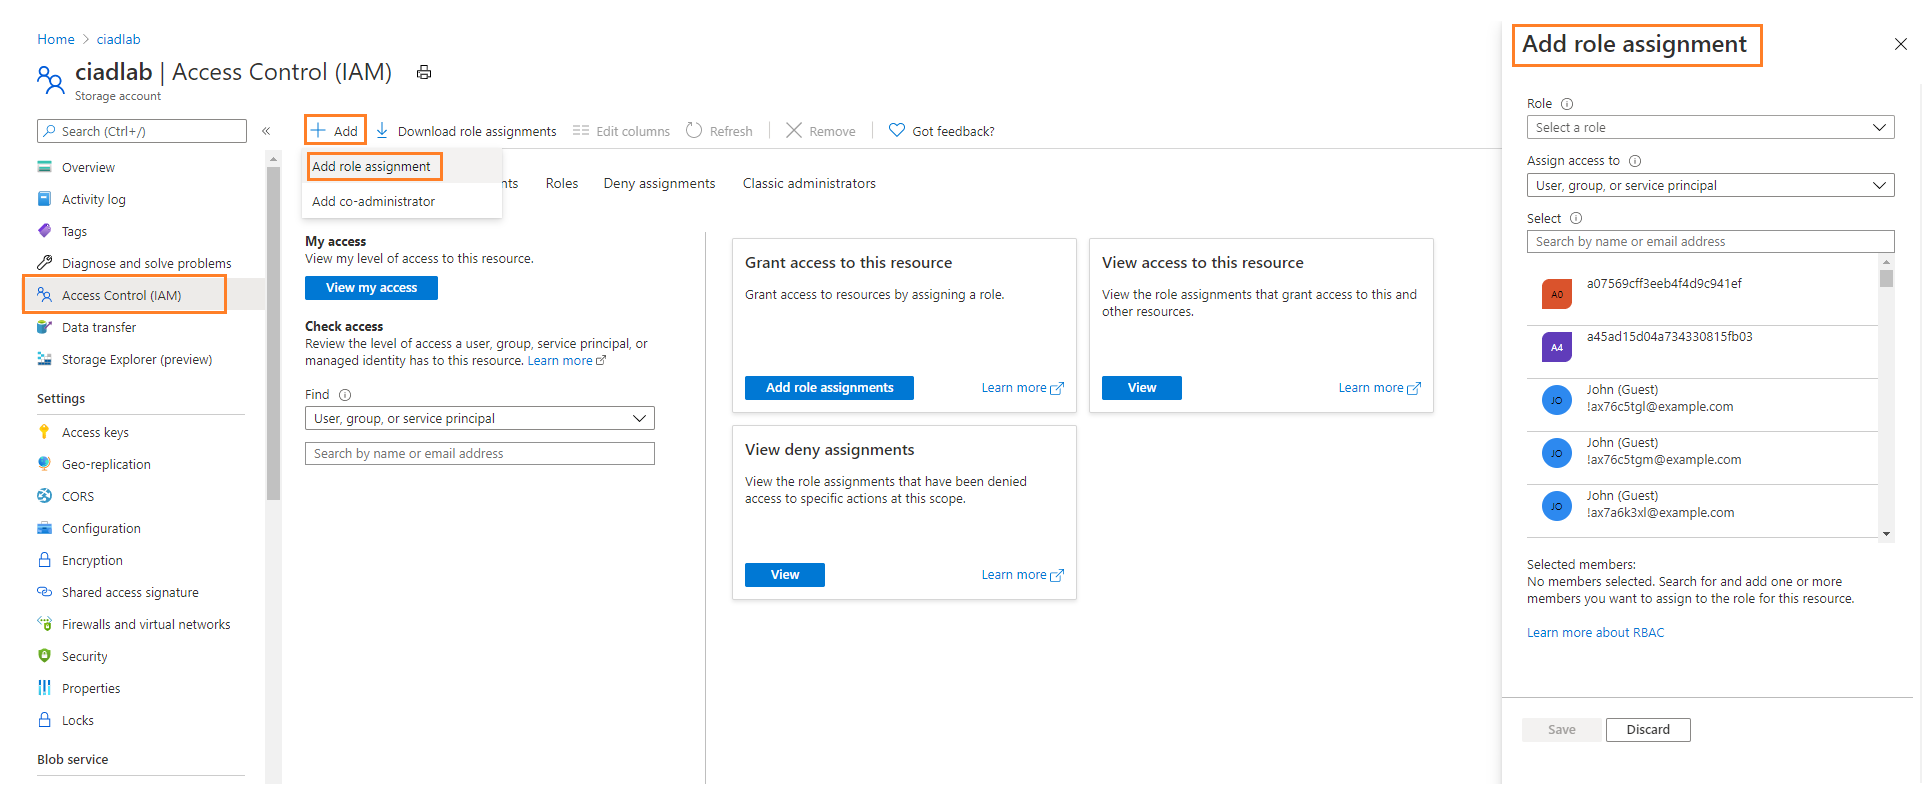 Home > ciadlab
ciadlab | Access Control (IAM)
Storage account
Search (Ctrl+/)
«
Overview
Activity log
Tags
Diagnose and solve problems
Access Control (IAM)
Data transfer
Storage Explorer (preview)
Settings
Access keys
Geo-replication
CORS
Configuration
Encryption
Shared access signature
Firewalls and virtual networks
Security
Properties
Locks
Blob service
Add
Download role assignments
Edit columns
Refresh
Remove
Got feedback?
Add role assignment
Add co-administrator
nts
Roles
Deny assignments
Classic administrators
My access
View my level of access to this resource.
View my access
Check access
Review the level of access a user, group, service principal, or
managed identity has to this resource. Learn more
Find
User, group, or service principal
Search by name or email address
Grant access to this resource
Grant access to resources by assigning a role.
Add role assignments
Learn more
View access to this resource
View the role assignments that grant access to this and
other resources.
View
Learn more
View deny assignments
View the role assignments that have been denied
access to specific actions at this scope.
View
Learn more
Add role assignment
Role
Select a role
Assign access to
User, group, or service principal
Select
Search by name or email address
A0
a07569cff3eeb4f4d9c941ef
A4
a45ad15d04a734330815fb03
JO
John (Guest)
!ax76c5tgl@example.com
JO
John (Guest)
!ax76c5tgm@example.com
JO
John (Guest)
!ax7a6k3xl@example.com
Selected members:
No members selected. Search for and add one or more
members you want to assign to the role for this resource.
Learn more about RBAC
Save
Discard